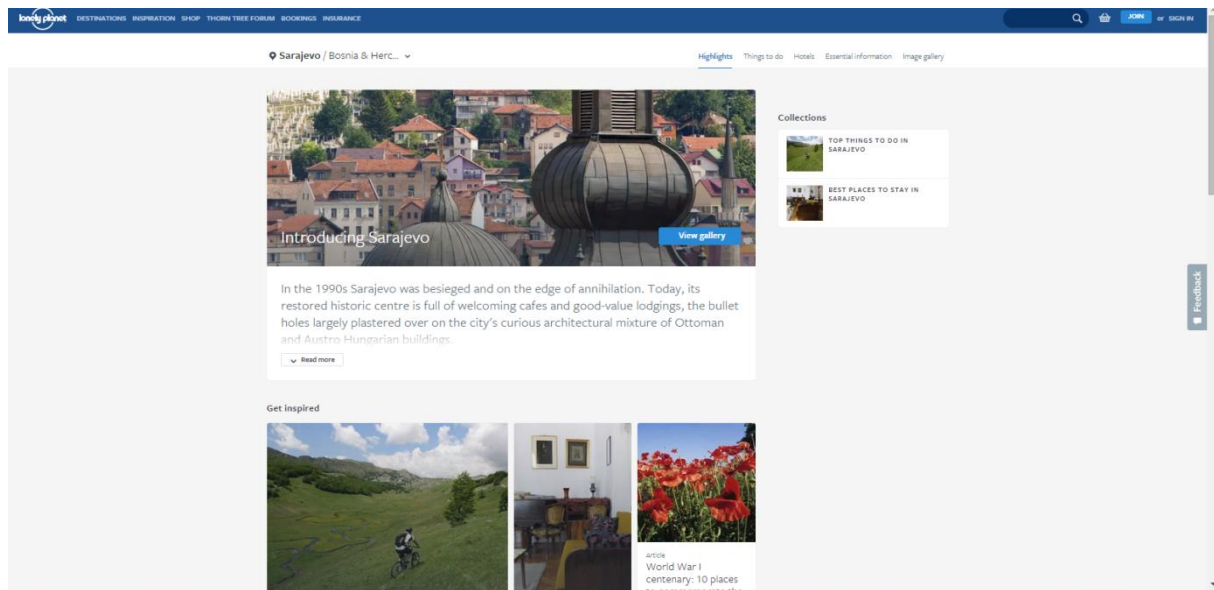 lonely planet DESTINATIONS INSPIRATION SHOP THORN TREE FORUM BOOKINGS INSURANCE JOIN or SIGN IN
Sarajevo / Bosnia & Herc...
Highlights Things to do Hotels Essential information Image gallery
Introducing Sarajevo
View gallery
In the 1990s Sarajevo was besieged and on the edge of annihilation. Today, its
restored historic centre is full of welcoming cafes and good-value lodgings, the bullet
holes largely plastered over on the city's curious architectural mixture of Ottoman
and Austro Hungarian buildings.
Read more
Collections
TOP THINGS TO DO IN
SARAJEVO
BEST PLACES TO STAY IN
SARAJEVO
Feedback
Get inspired
Article
World War I
centenary: 10 places